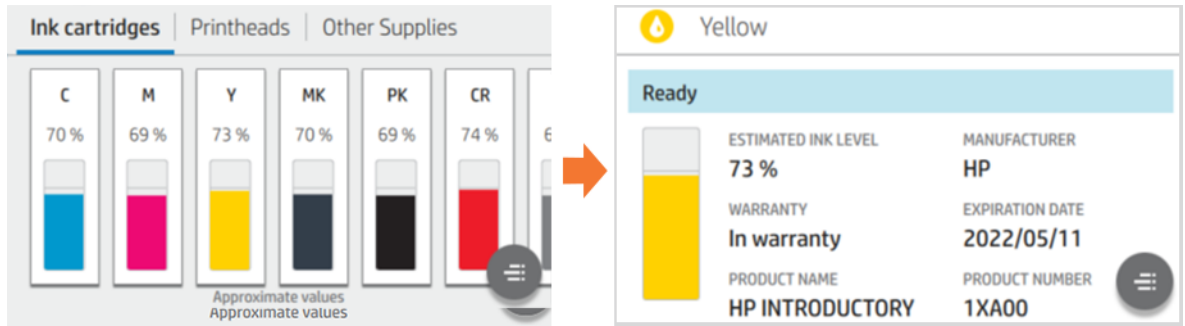 Ink cartridges Printheads Other Supplies
C M Y MK PK CR
70 % 69 % 73 % 70 % 69 % 74 % 6
Approximate values
Approximate values
Yellow
Ready
ESTIMATED INK LEVEL MANUFACTURER
73 % HP
WARRANTY EXPIRATION DATE
In warranty 2022/05/11
PRODUCT NAME PRODUCT NUMBER
HP INTRODUCTORY 1XA00